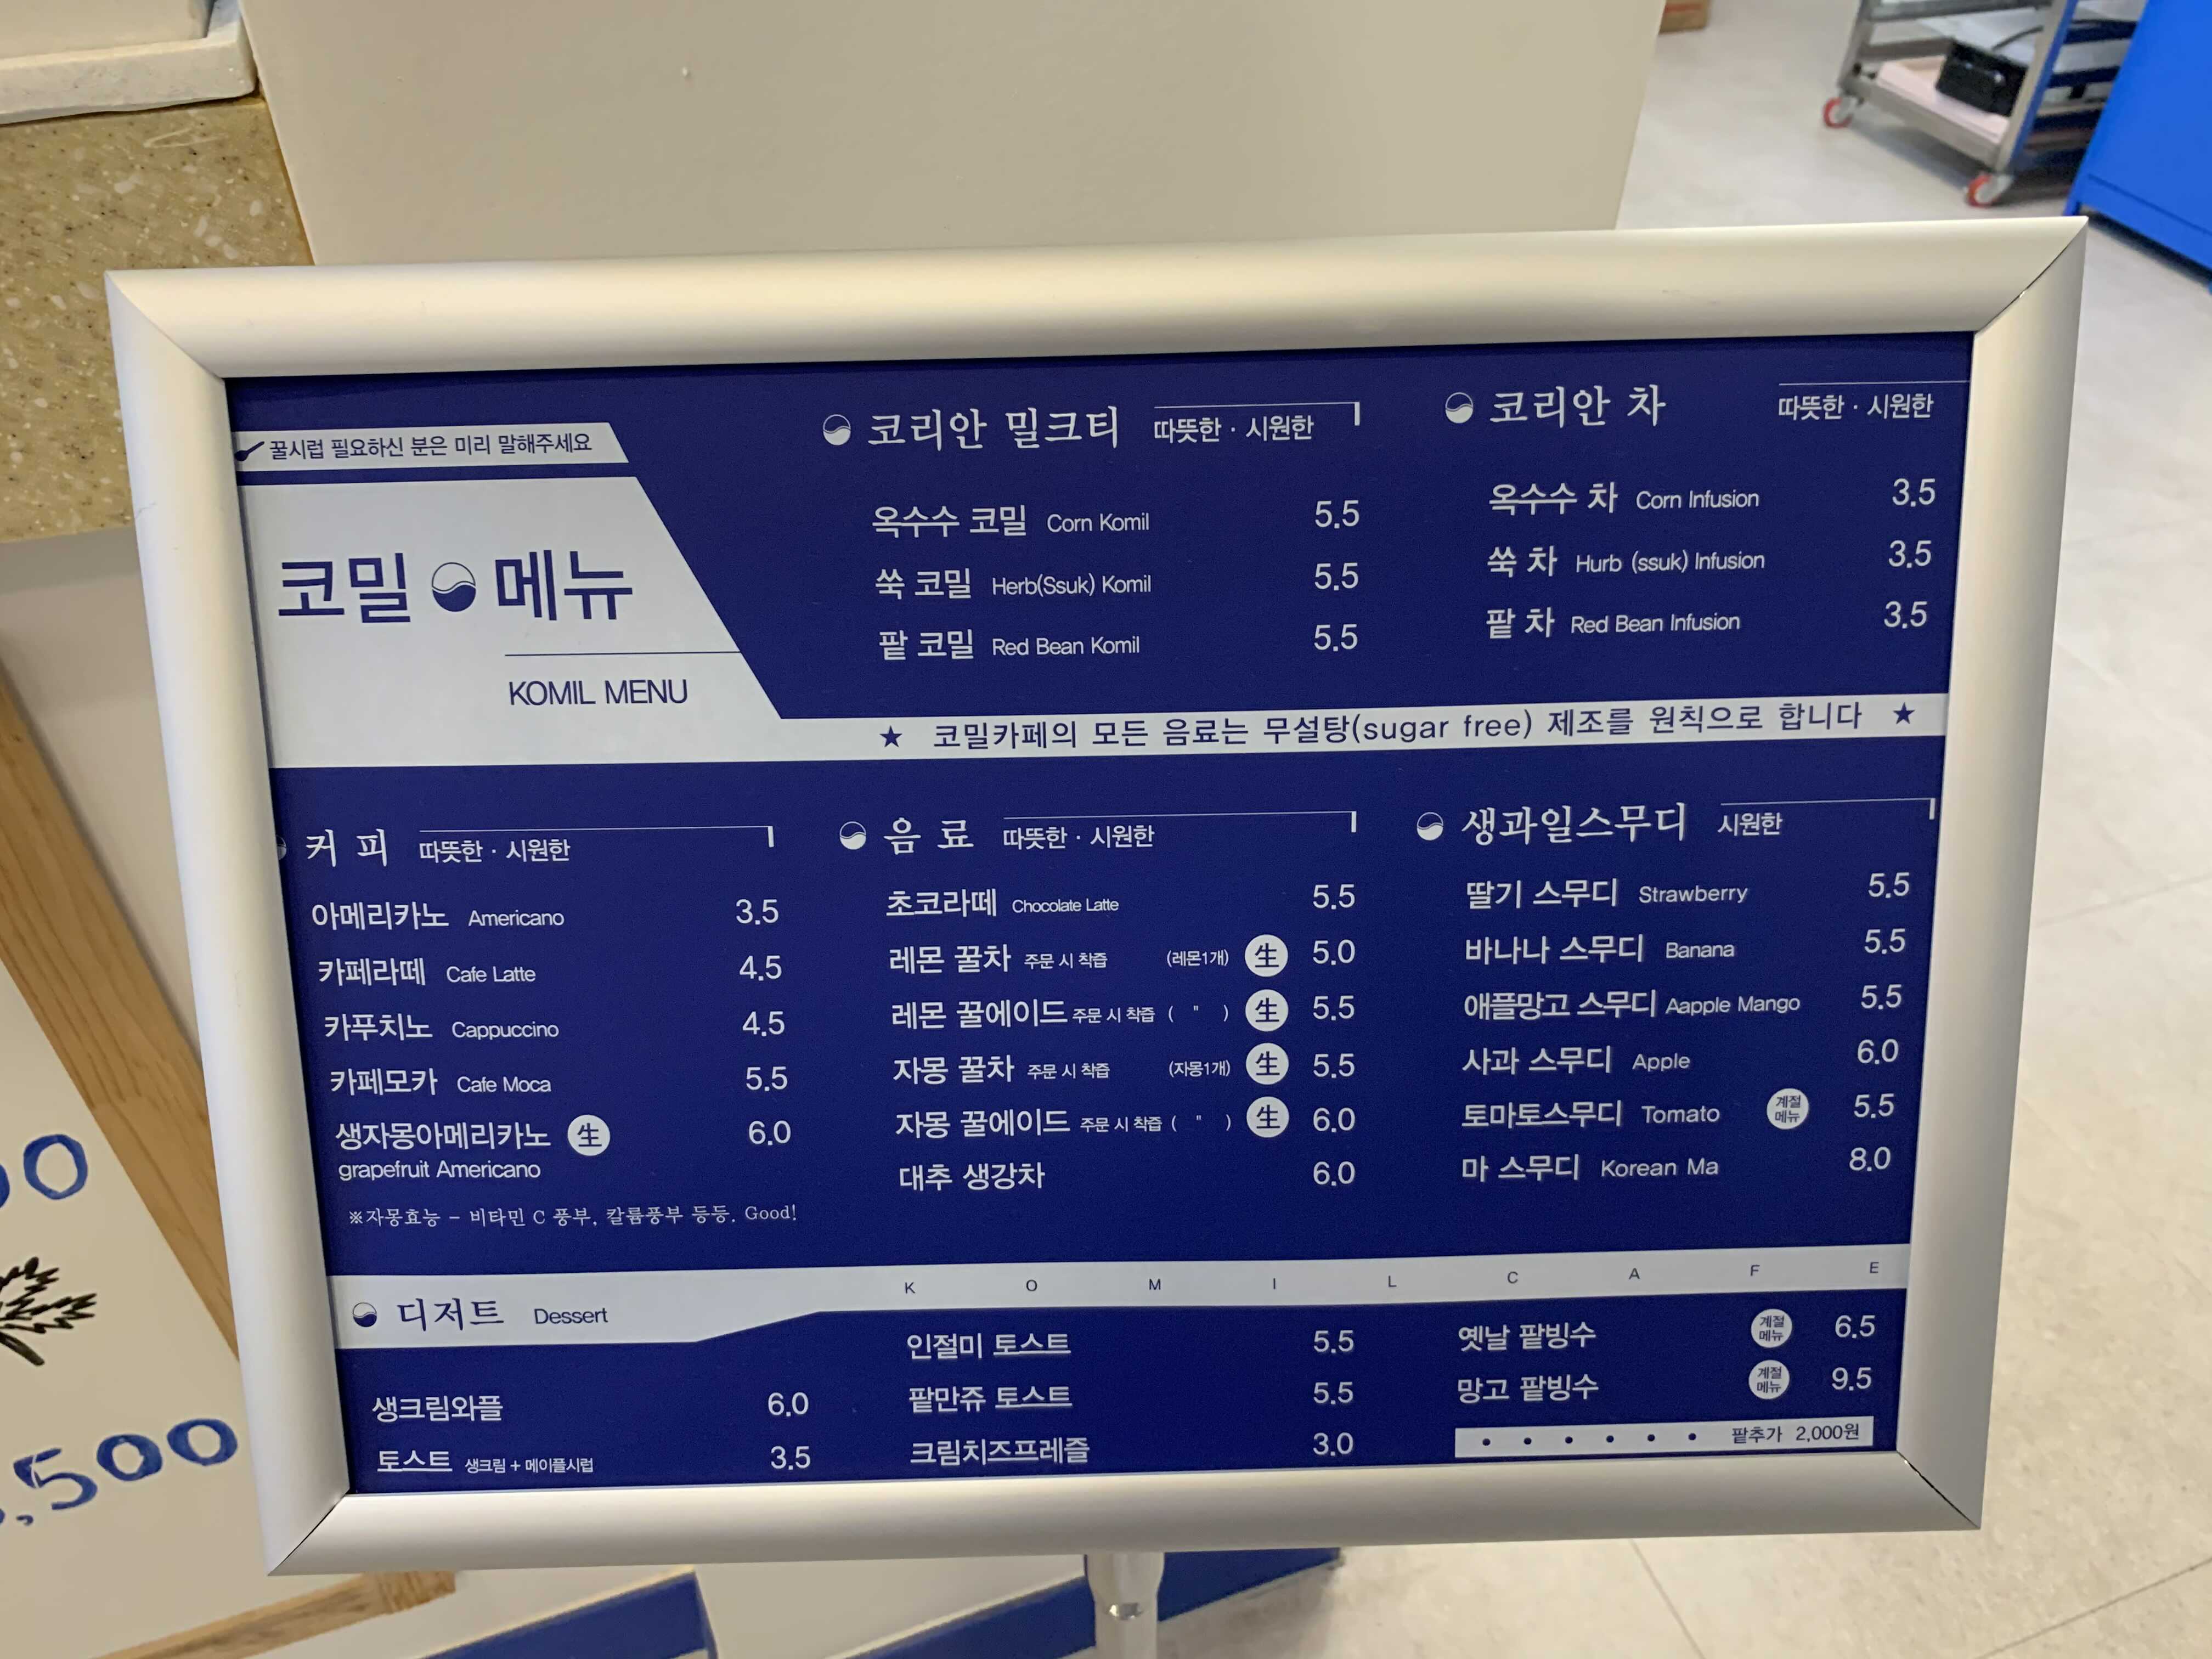 꿀시럽 필요하신 분은 미리 말해주세요
코밀 메뉴
KOMIL MENU
코리안 밀크티 따뜻한 · 시원한
옥수수 코밀 Corn Komil 5.5
쑥 코밀 Herb(Ssuk) Komil 5.5
팥 코밀 Red Bean Komil 5.5
코리안 차 따뜻한 · 시원한
옥수수 차 Corn Infusion 3.5
쑥 차 Hurb (ssuk) Infusion 3.5
팥 차 Red Bean Infusion 3.5
★ 코밀카페의 모든 음료는 무설탕(sugar free) 제조를 원칙으로 합니다 ★
커 피 따뜻한 · 시원한
아메리카노 Americano 3.5
카페라떼 Cafe Latte 4.5
카푸치노 Cappuccino 4.5
카페모카 Cafe Moca 5.5
생자몽아메리카노 生 6.0
grapefruit Americano
※자몽효능 - 비타민 C 풍부, 칼륨풍부 등등. Good!
음 료 따뜻한 · 시원한
초코라떼 Chocolate Latte 5.5
레몬 꿀차 주문 시 착즙 (레몬1개) 生 5.0
레몬 꿀에이드 주문 시 착즙 ( " ) 生 5.5
자몽 꿀차 주문 시 착즙 (자몽1개) 生 5.5
자몽 꿀에이드 주문 시 착즙 ( " ) 生 6.0
대추 생강차 6.0
생과일스무디 시원한
딸기 스무디 Strawberry 5.5
바나나 스무디 Banana 5.5
애플망고 스무디 Aapple Mango 5.5
사과 스무디 Apple 6.0
토마토스무디 Tomato 계절 메뉴 5.5
마 스무디 Korean Ma 8.0
K O M I L C A F E
디저트 Dessert
생크림와플 6.0
토스트 생크림 + 메이플시럽 3.5
인절미 토스트 5.5
팥만쥬 토스트 5.5
크림치즈프레즐 3.0
옛날 팥빙수 계절 메뉴 6.5
망고 팥빙수 계절 메뉴 9.5
팥추가 2,000원
,500